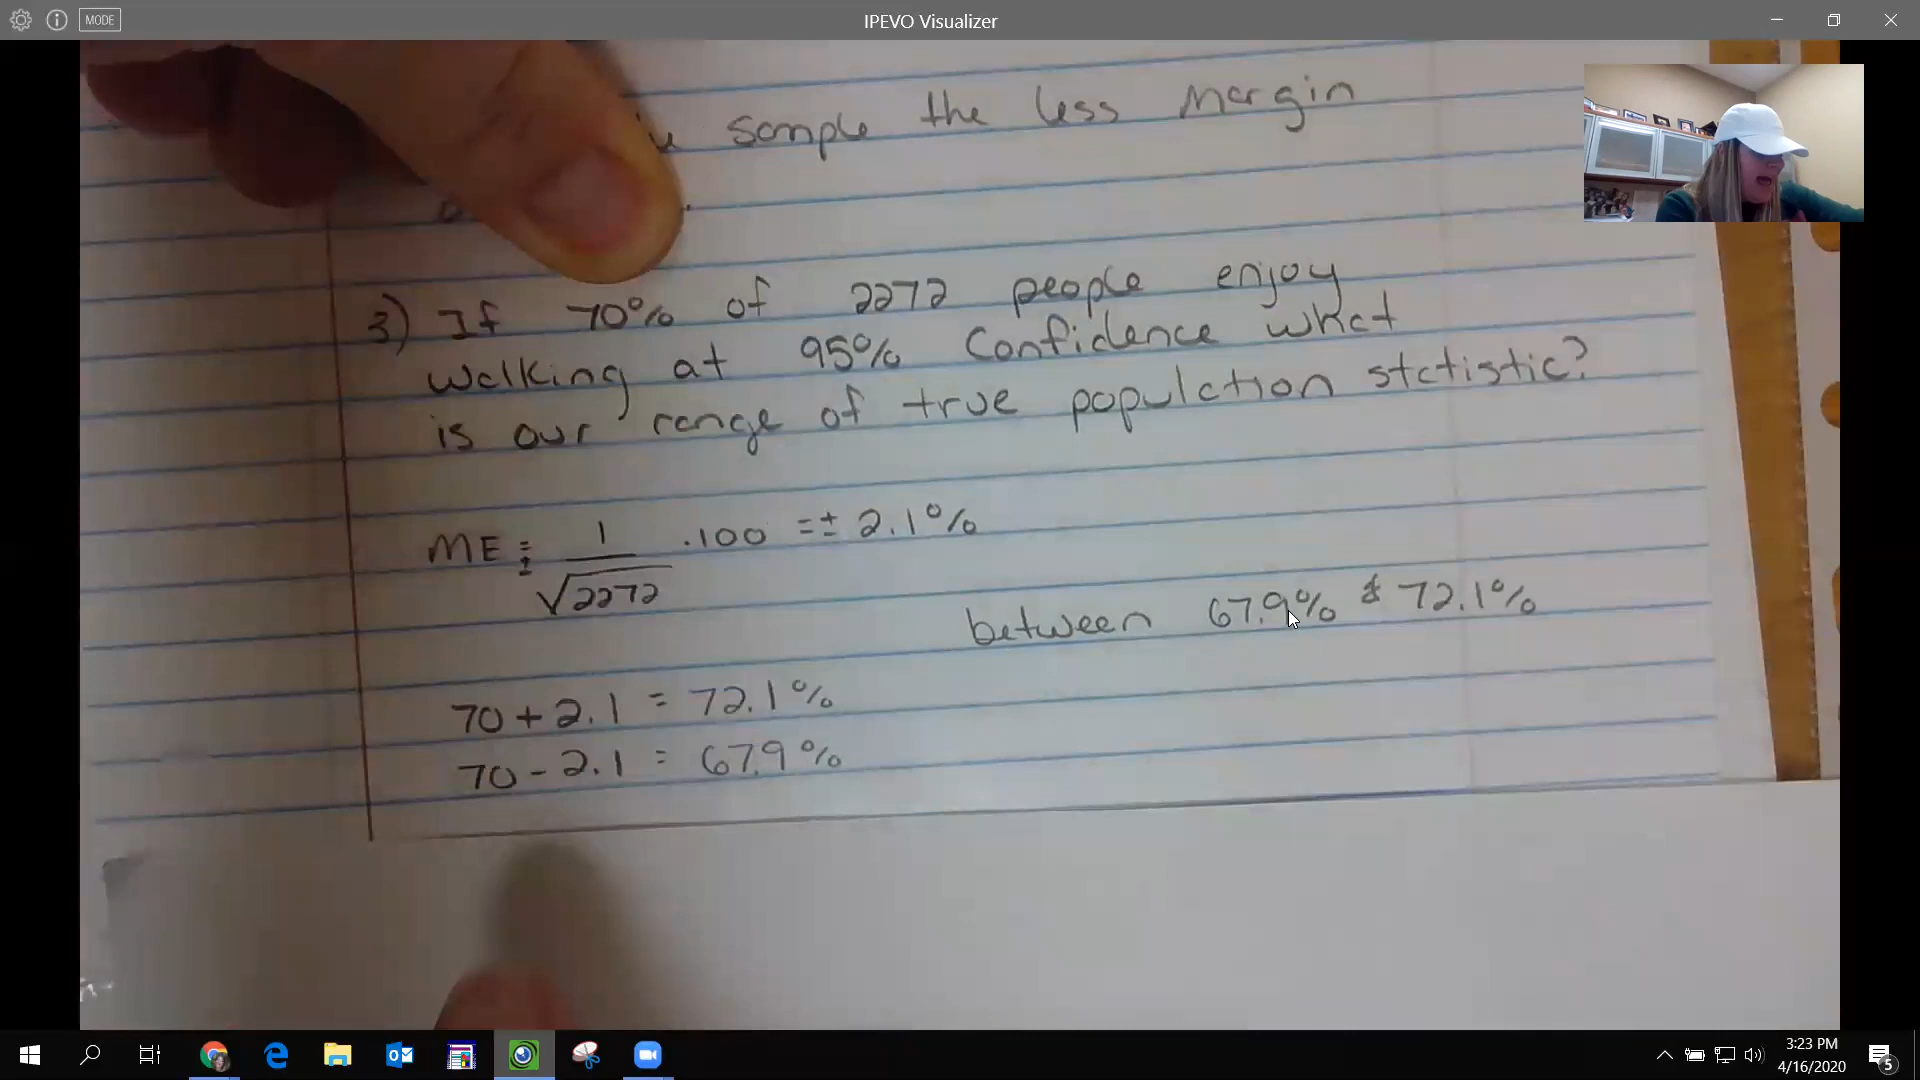 MODE
IPEVO Visualizer
sample the less Margin
3) If 70% of 2272 people enjoy
walking at 95% Confidence what
is our range of true population statistic?
ME = ± 1/√2272 .100 = ± 2.1%
between 67.9% & 72.1%
70 + 2.1 = 72.1%
70 - 2.1 = 67.9%
3:23 PM
4/16/2020
5